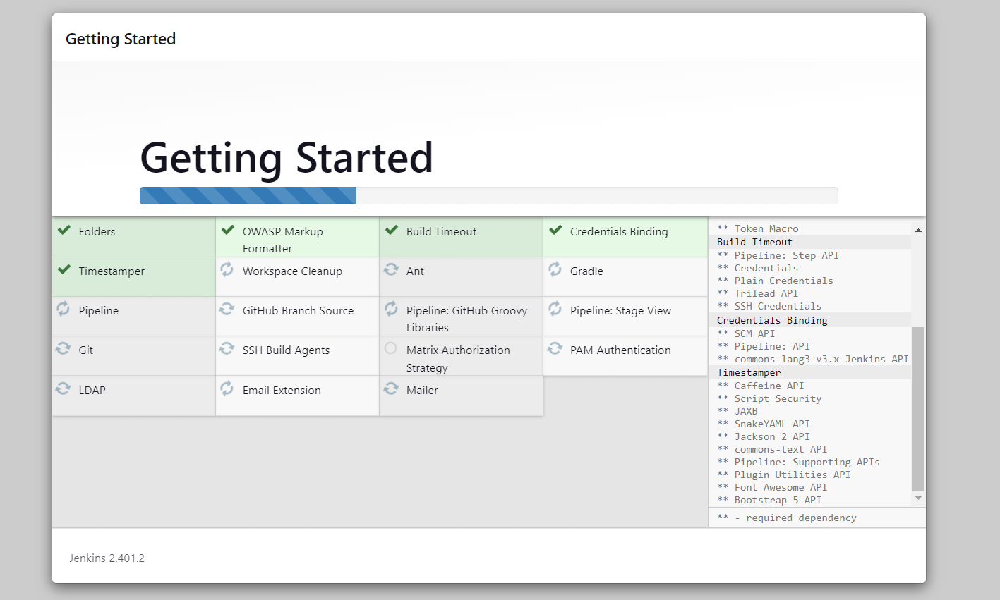 Getting Started
Getting Started
Folders
OWASP Markup
Formatter
Build Timeout
Credentials Binding
Timestamper
Workspace Cleanup
Ant
Gradle
Pipeline
GitHub Branch Source
Pipeline: GitHub Groovy
Libraries
Pipeline: Stage View
Git
SSH Build Agents
Matrix Authorization
Strategy
PAM Authentication
LDAP
Email Extension
Mailer
** Token Macro
Build Timeout
** Pipeline: Step API
** Credentials
** Plain Credentials
** Trilead API
** SSH Credentials
Credentials Binding
** SCM API
** Pipeline: API
** commons-lang3 v3.x Jenkins API
Timestamper
** Caffeine API
** Script Security
** JAXB
** SnakeYAML API
** Jackson 2 API
** commons-text API
** Pipeline: Supporting APIs
** Plugin Utilities API
** Font Awesome API
** Bootstrap 5 API
** - required dependency
Jenkins 2.401.2